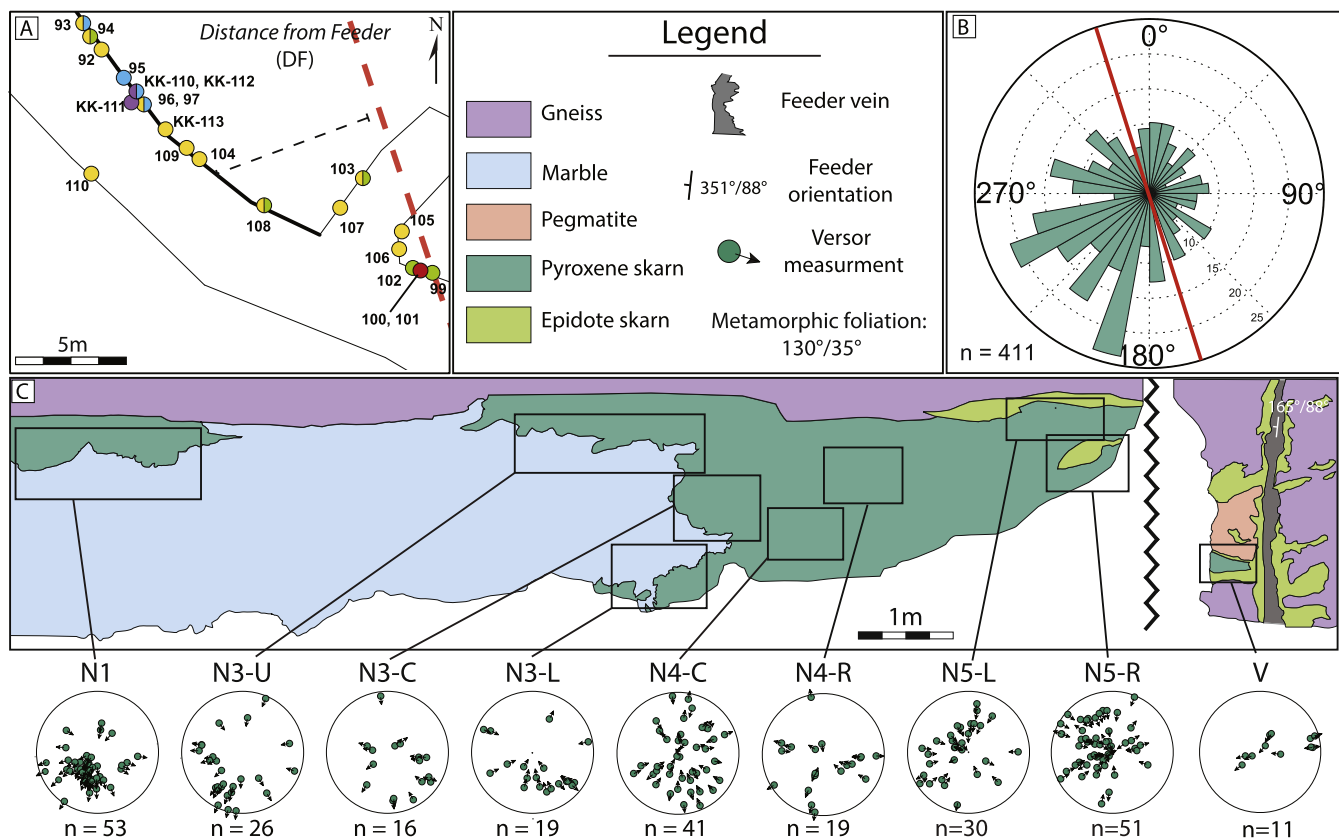 A
Distance from Feeder
(DF)
N
93
94
92
95
KK-110, KK-112
KK-111
96, 97
KK-113
109
104
110
103
108
107
105
106
102
99
100, 101
5m
Legend
Gneiss
Marble
Pegmatite
Pyroxene skarn
Epidote skarn
Feeder vein
351°/88°
Feeder
orientation
Versor
measurment
Metamorphic foliation:
130°/35°
B
0°
270°
90°
180°
10
15
20
25
n = 411
C
165°/88°
1m
N1
N3-U
N3-C
N3-L
N4-C
N4-R
N5-L
N5-R
V
n = 53
n = 26
n = 16
n = 19
n = 41
n = 19
n=30
n=51
n=11